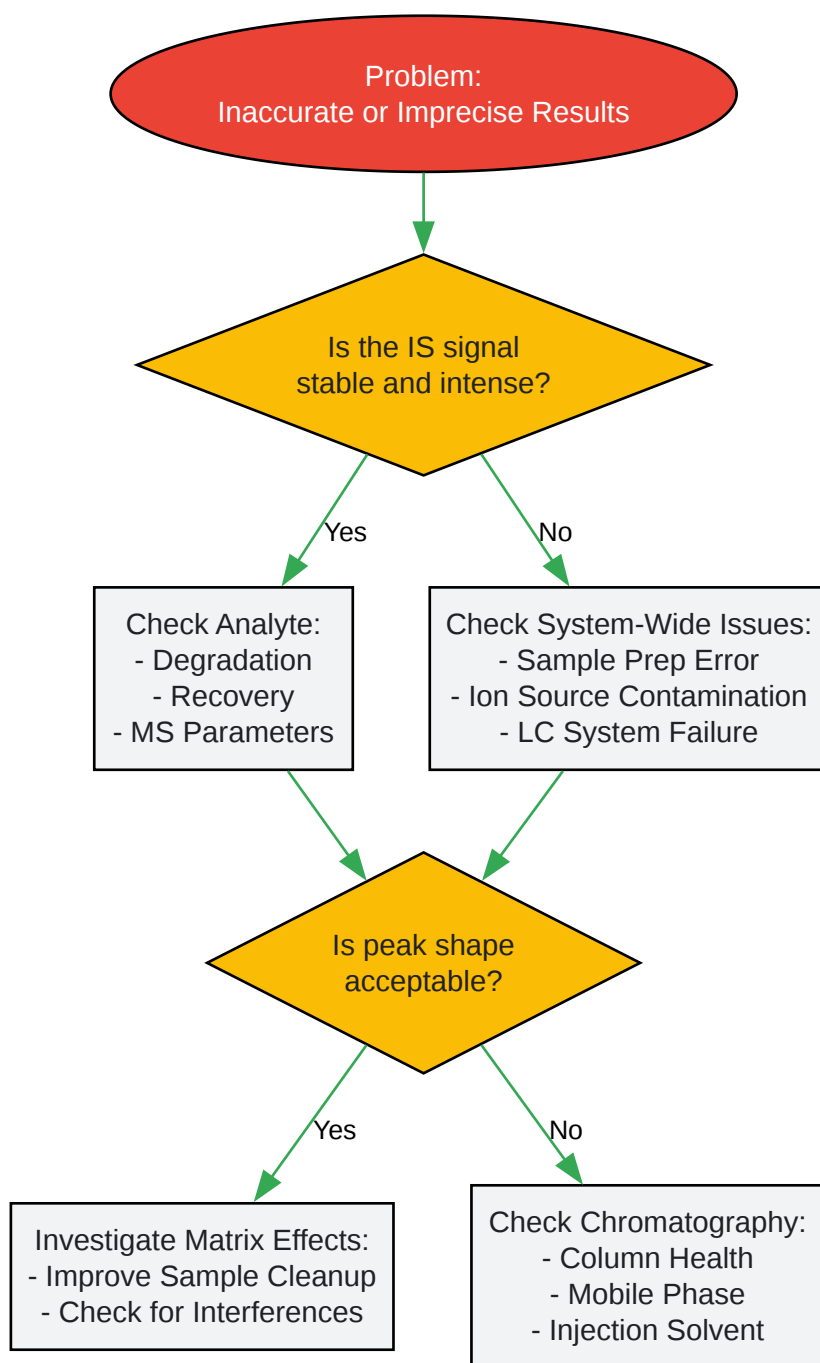 Problem:
Inaccurate or Imprecise Results
Is the IS signal
stable and intense?
Yes
No
Check Analyte:
- Degradation
- Recovery
- MS Parameters
Check System-Wide Issues:
- Sample Prep Error
- Ion Source Contamination
- LC System Failure
Is peak shape
acceptable?
Yes
No
Investigate Matrix Effects:
- Improve Sample Cleanup
- Check for Interferences
Check Chromatography:
- Column Health
- Mobile Phase
- Injection Solvent